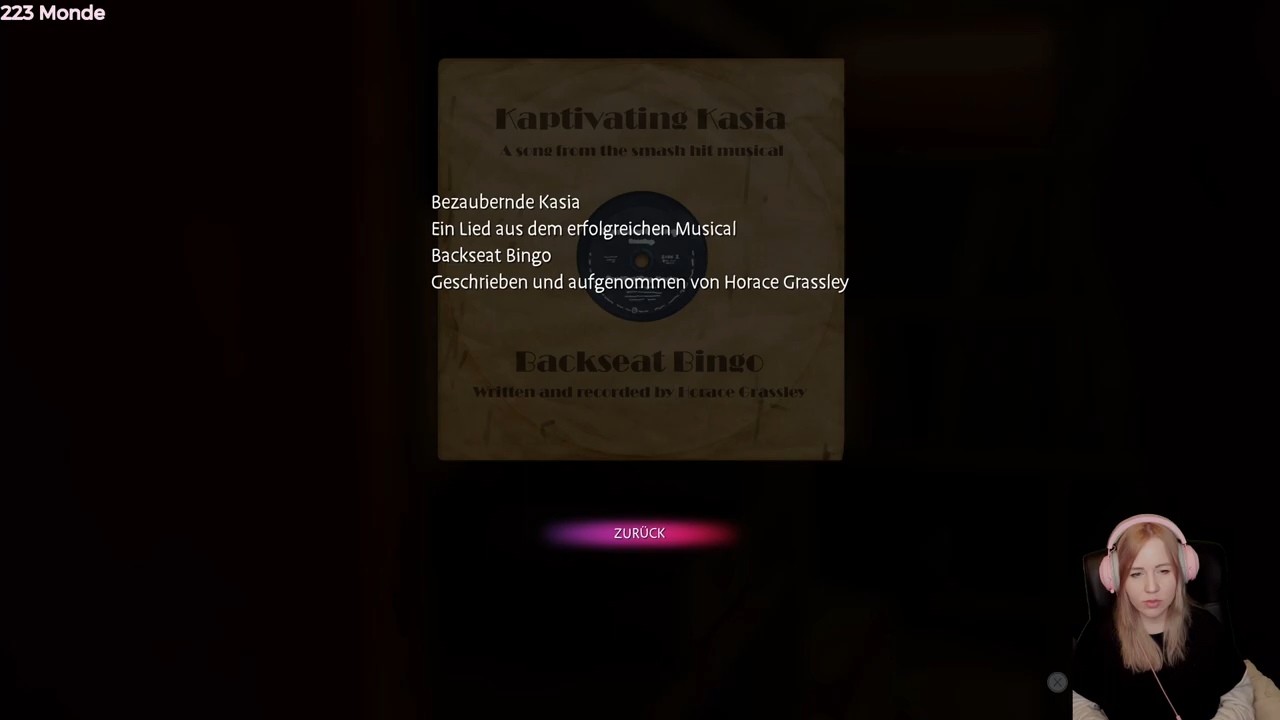 223 Monde
Kaptivating Kasia
A song from the smash hit musical
Bezaubernde Kasia
Ein Lied aus dem erfolgreichen Musical
Backseat Bingo
Geschrieben und aufgenommen von Horace Grassley
Backseat Bingo
Written and recorded by Horace Grassley
ZURÜCK